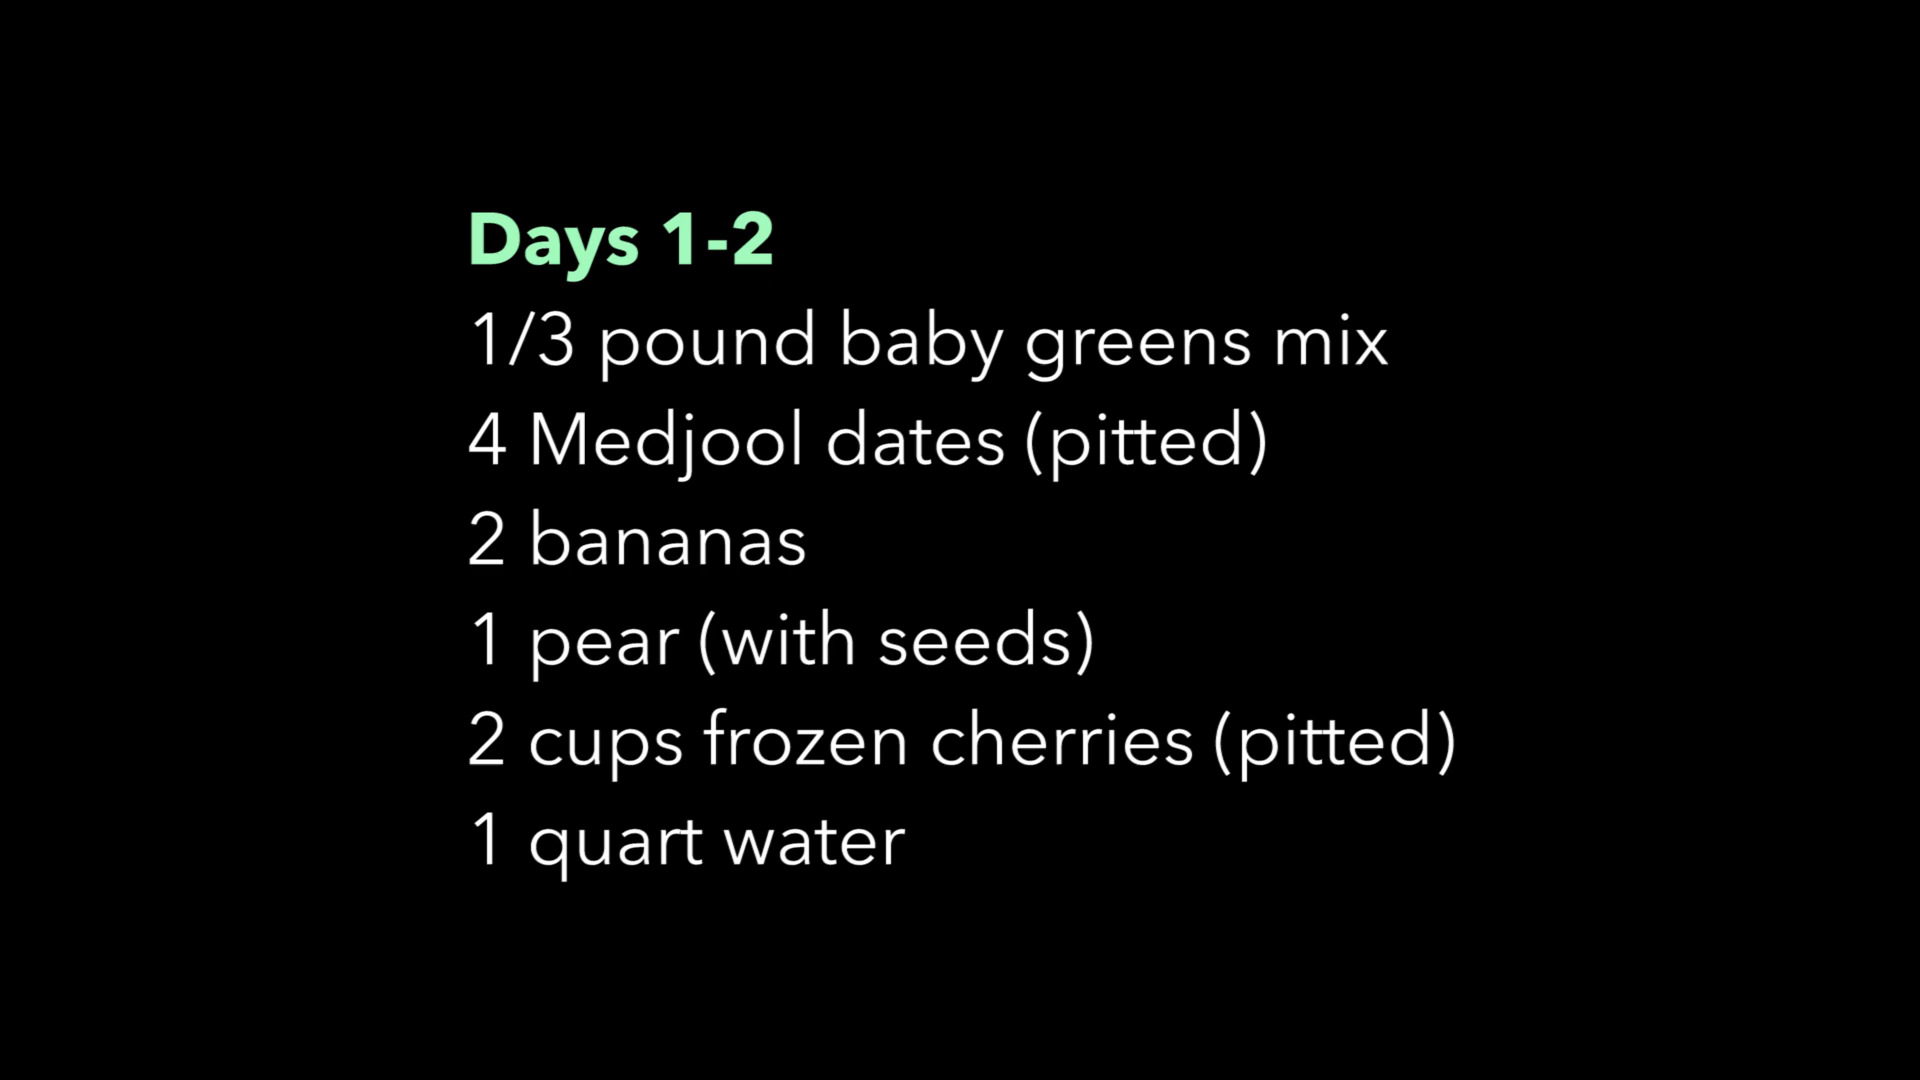 Days 1-2
1/3 pound baby greens mix
4 Medjool dates (pitted)
2 bananas
1 pear (with seeds)
2 cups frozen cherries (pitted)
1 quart water